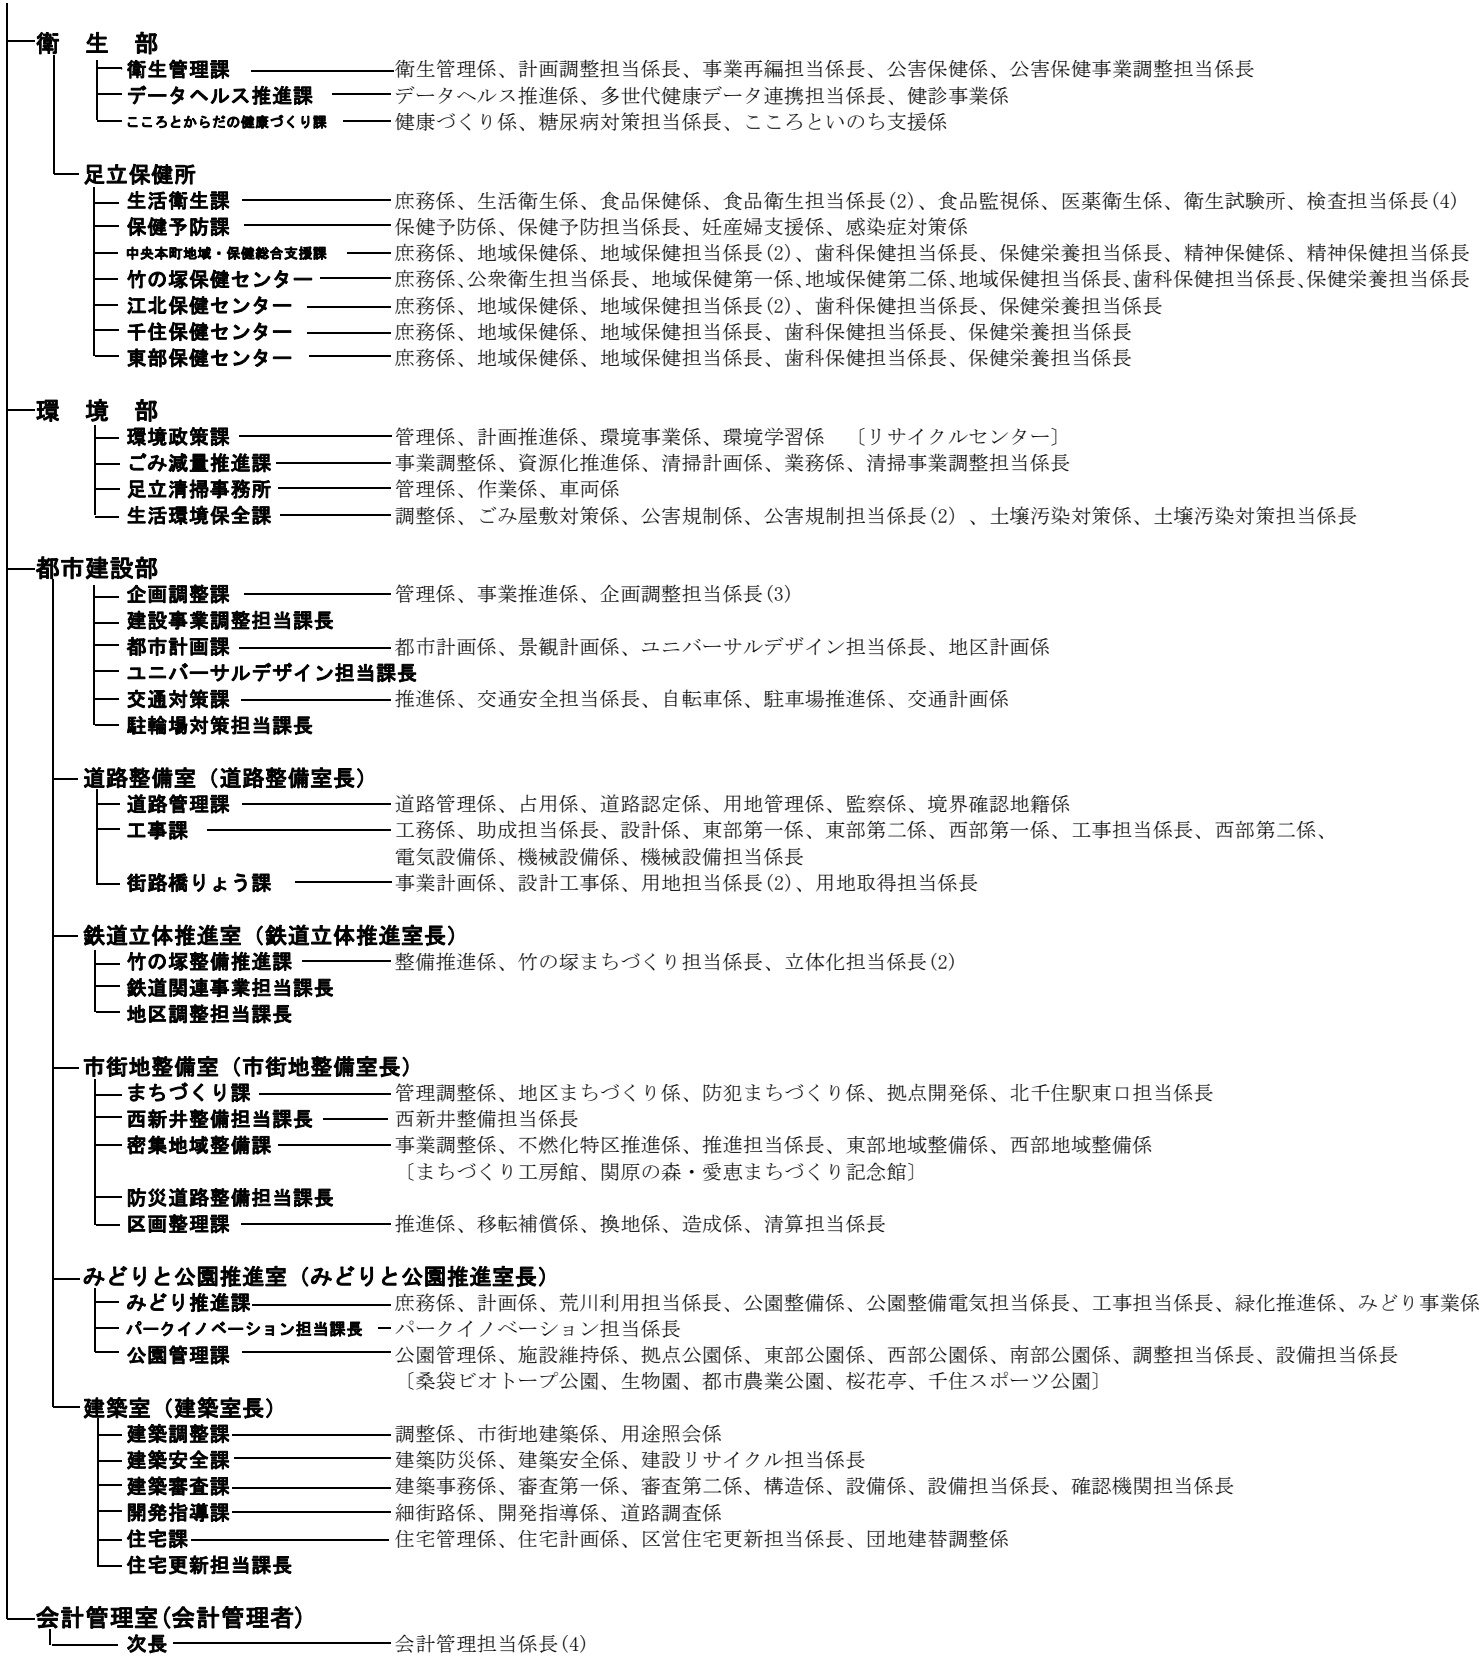 衛　生　部
衛生管理課 衛生管理係、計画調整担当係長、事業再編担当係長、公害保健係、公害保健事業調整担当係長
データヘルス推進課 データヘルス推進係、多世代健康データ連携担当係長、健診事業係
こころとからだの健康づくり課 健康づくり係、糖尿病対策担当係長、こころといのち支援係
足立保健所
生活衛生課 庶務係、生活衛生係、食品保健係、食品衛生担当係長(2)、食品監視係、医薬衛生係、衛生試験所、検査担当係長(4)
保健予防課 保健予防係、保健予防担当係長、妊産婦支援係、感染症対策係
中央本町地域・保健総合支援課 庶務係、地域保健係、地域保健担当係長(2)、歯科保健担当係長、保健栄養担当係長、精神保健係、精神保健担当係長
竹の塚保健センター 庶務係、公衆衛生担当係長、地域保健第一係、地域保健第二係、地域保健担当係長、歯科保健担当係長、保健栄養担当係長
江北保健センター 庶務係、地域保健係、地域保健担当係長(2)、歯科保健担当係長、保健栄養担当係長
千住保健センター 庶務係、地域保健係、地域保健担当係長、歯科保健担当係長、保健栄養担当係長
東部保健センター 庶務係、地域保健係、地域保健担当係長、歯科保健担当係長、保健栄養担当係長
環　境　部
環境政策課 管理係、計画推進係、環境事業係、環境学習係　〔リサイクルセンター〕
ごみ減量推進課 事業調整係、資源化推進係、清掃計画係、業務係、清掃事業調整担当係長
足立清掃事務所 管理係、作業係、車両係
生活環境保全課 調整係、ごみ屋敷対策係、公害規制係、公害規制担当係長(2)、土壌汚染対策係、土壌汚染対策担当係長
都市建設部
企画調整課 管理係、事業推進係、企画調整担当係長(3)
建設事業調整担当課長
都市計画課 都市計画係、景観計画係、ユニバーサルデザイン担当係長、地区計画係
ユニバーサルデザイン担当課長
交通対策課 推進係、交通安全担当係長、自転車係、駐車場推進係、交通計画係
駐輪場対策担当課長
道路整備室（道路整備室長）
道路管理課 道路管理係、占用係、道路認定係、用地管理係、監察係、境界確認地籍係
工事課 工務係、助成担当係長、設計係、東部第一係、東部第二係、西部第一係、工事担当係長、西部第二係、
電気設備係、機械設備係、機械設備担当係長
街路橋りょう課 事業計画係、設計工事係、用地担当係長(2)、用地取得担当係長
鉄道立体推進室（鉄道立体推進室長）
竹の塚整備推進課 整備推進係、竹の塚まちづくり担当係長、立体化担当係長(2)
鉄道関連事業担当課長
地区調整担当課長
市街地整備室（市街地整備室長）
まちづくり課 管理調整係、地区まちづくり係、防犯まちづくり係、拠点開発係、北千住駅東口担当係長
西新井整備担当課長 西新井整備担当係長
密集地域整備課 事業調整係、不燃化特区推進係、推進担当係長、東部地域整備係、西部地域整備係
〔まちづくり工房館、関原の森・愛恵まちづくり記念館〕
防災道路整備担当課長
区画整理課 推進係、移転補償係、換地係、造成係、清算担当係長
みどりと公園推進室（みどりと公園推進室長）
みどり推進課 庶務係、計画係、荒川利用担当係長、公園整備係、公園整備電気担当係長、工事担当係長、緑化推進係、みどり事業係
パークイノベーション担当課長 パークイノベーション担当係長
公園管理課 公園管理係、施設維持係、拠点公園係、東部公園係、西部公園係、南部公園係、調整担当係長、設備担当係長
〔桑袋ビオトープ公園、生物園、都市農業公園、桜花亭、千住スポーツ公園〕
建築室（建築室長）
建築調整課 調整係、市街地建築係、用途照会係
建築安全課 建築防災係、建築安全係、建設リサイクル担当係長
建築審査課 建築事務係、審査第一係、審査第二係、構造係、設備係、設備担当係長、確認機関担当係長
開発指導課 細街路係、開発指導係、道路調査係
住宅課 住宅管理係、住宅計画係、区営住宅更新担当係長、団地建替調整係
住宅更新担当課長
会計管理室(会計管理者)
次長 会計管理担当係長(4)